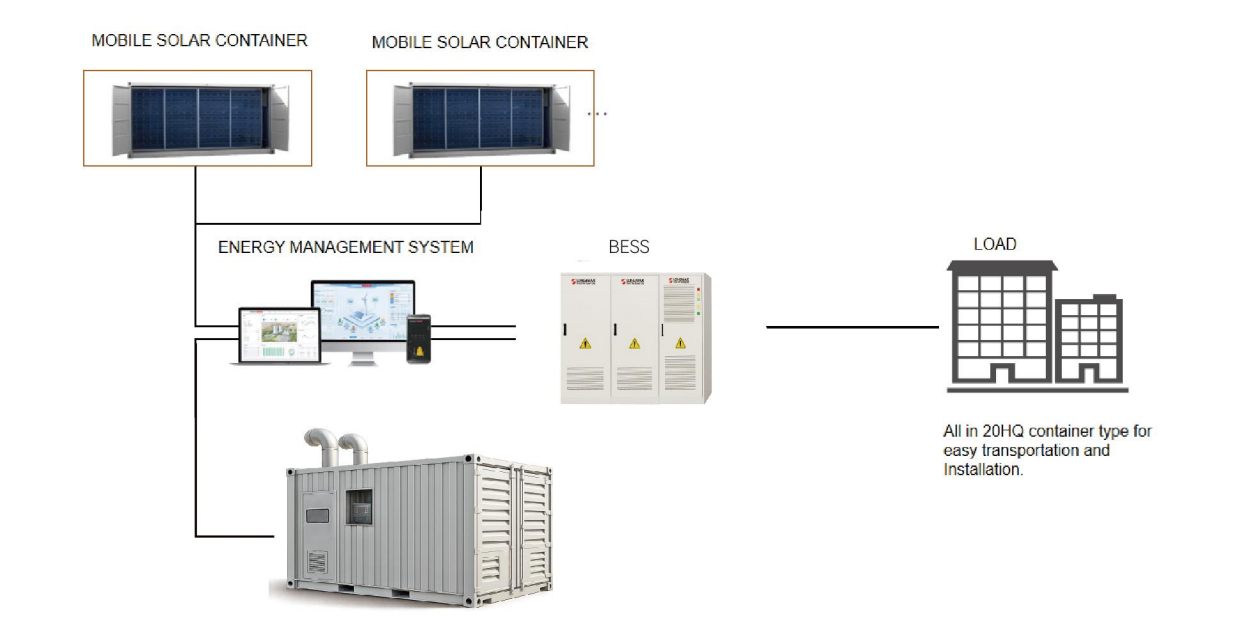 MOBILE SOLAR CONTAINER
MOBILE SOLAR CONTAINER
...
ENERGY MANAGEMENT SYSTEM
BESS
LOAD
All in 20HQ container type for
easy transportation and
Installation.